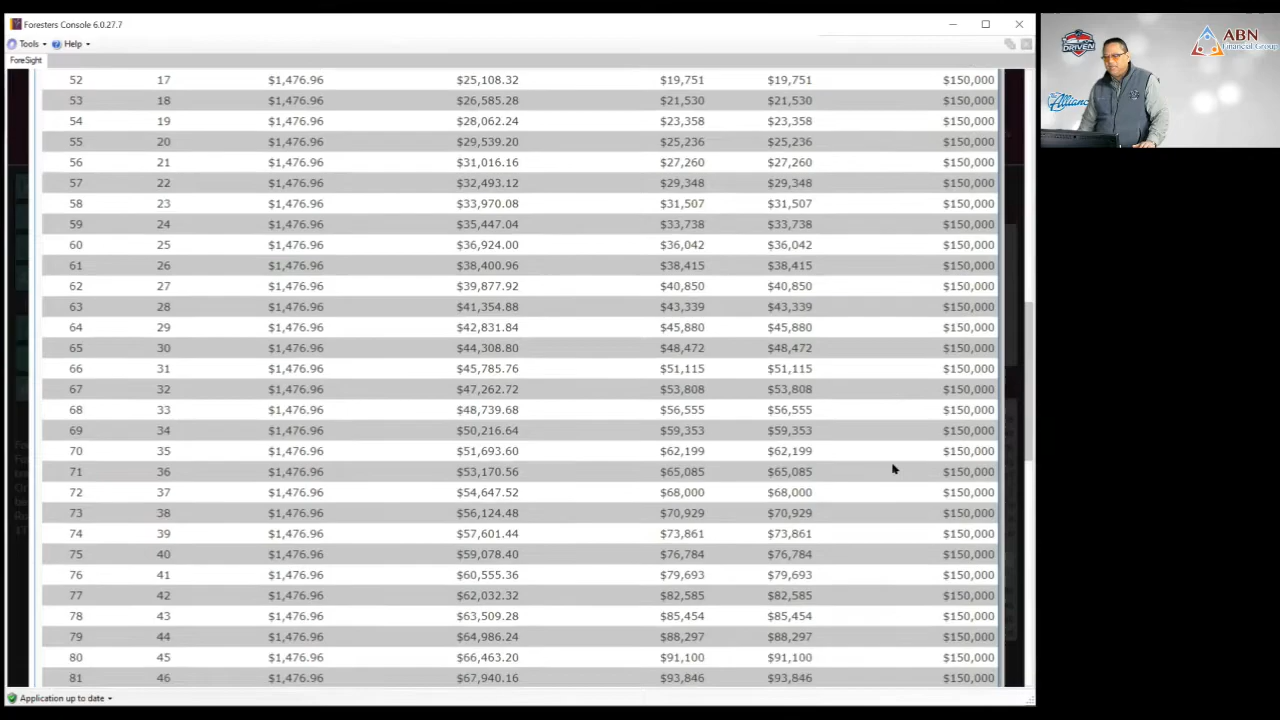 Foresters Console 6.0.27.7
Tools Help
ForeSight
52 17 $1,476.96 $25,108.32 $19,751 $19,751 $150,000
53 18 $1,476.96 $26,585.28 $21,530 $21,530 $150,000
54 19 $1,476.96 $28,062.24 $23,358 $23,358 $150,000
55 20 $1,476.96 $29,539.20 $25,236 $25,236 $150,000
56 21 $1,476.96 $31,016.16 $27,260 $27,260 $150,000
57 22 $1,476.96 $32,493.12 $29,348 $29,348 $150,000
58 23 $1,476.96 $33,970.08 $31,507 $31,507 $150,000
59 24 $1,476.96 $35,447.04 $33,738 $33,738 $150,000
60 25 $1,476.96 $36,924.00 $36,042 $36,042 $150,000
61 26 $1,476.96 $38,400.96 $38,415 $38,415 $150,000
62 27 $1,476.96 $39,877.92 $40,850 $40,850 $150,000
63 28 $1,476.96 $41,354.88 $43,339 $43,339 $150,000
64 29 $1,476.96 $42,831.84 $45,880 $45,880 $150,000
65 30 $1,476.96 $44,308.80 $48,472 $48,472 $150,000
66 31 $1,476.96 $45,785.76 $51,115 $51,115 $150,000
67 32 $1,476.96 $47,262.72 $53,808 $53,808 $150,000
68 33 $1,476.96 $48,739.68 $56,555 $56,555 $150,000
69 34 $1,476.96 $50,216.64 $59,353 $59,353 $150,000
70 35 $1,476.96 $51,693.60 $62,199 $62,199 $150,000
71 36 $1,476.96 $53,170.56 $65,085 $65,085 $150,000
72 37 $1,476.96 $54,647.52 $68,000 $68,000 $150,000
73 38 $1,476.96 $56,124.48 $70,929 $70,929 $150,000
74 39 $1,476.96 $57,601.44 $73,861 $73,861 $150,000
75 40 $1,476.96 $59,078.40 $76,784 $76,784 $150,000
76 41 $1,476.96 $60,555.36 $79,693 $79,693 $150,000
77 42 $1,476.96 $62,032.32 $82,585 $82,585 $150,000
78 43 $1,476.96 $63,509.28 $85,454 $85,454 $150,000
79 44 $1,476.96 $64,986.24 $88,297 $88,297 $150,000
80 45 $1,476.96 $66,463.20 $91,100 $91,100 $150,000
81 46 $1,476.96 $67,940.16 $93,846 $93,846 $150,000
Application up to date
DRIVEN
ABN
Financial Group